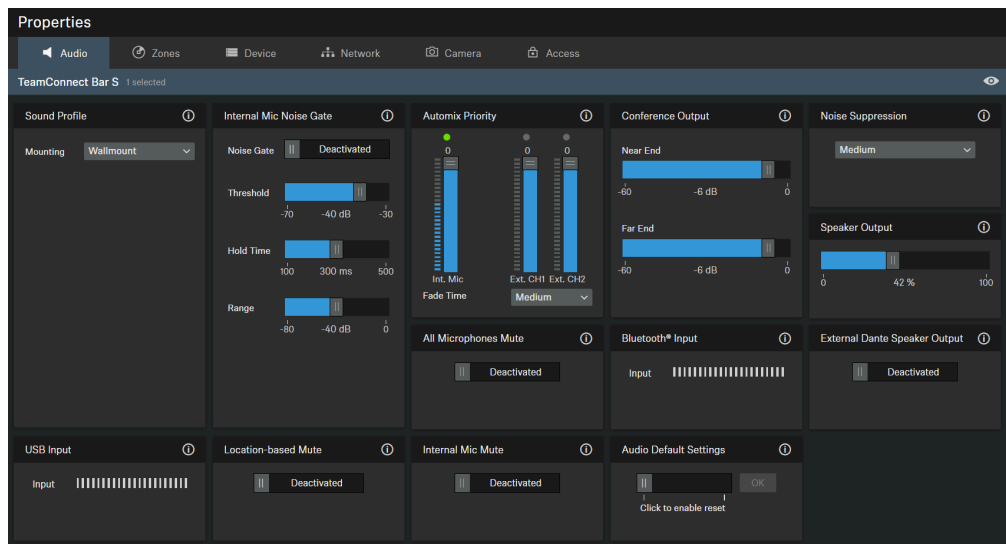 Properties
Audio
Zones
Device
Network
Camera
Access
TeamConnect Bar S 1 selected
Sound Profile
Mounting Wallmount
Internal Mic Noise Gate
Noise Gate Deactivated
Threshold
-70 -40 dB -30
Hold Time
100 300 ms 500
Range
-80 -40 dB 0
Automix Priority
0 0 0
Int. Mic Ext. CH1 Ext. CH2
Fade Time Medium
Conference Output
Near End
-60 -6 dB 0
Far End
-60 -6 dB 0
Noise Suppression
Medium
Speaker Output
0 42 % 100
All Microphones Mute
Deactivated
Bluetooth® Input
Input
External Dante Speaker Output
Deactivated
USB Input
Input
Location-based Mute
Deactivated
Internal Mic Mute
Deactivated
Audio Default Settings
OK
Click to enable reset